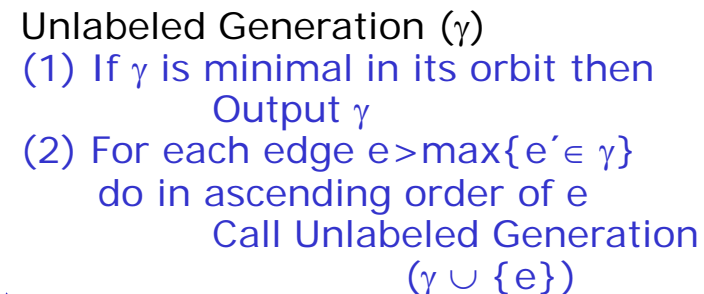 Unlabeled Generation (γ)
(1) If γ is minimal in its orbit then
Output γ
(2) For each edge e>max{e´∈ γ}
do in ascending order of e
Call Unlabeled Generation
(γ ∪ {e})